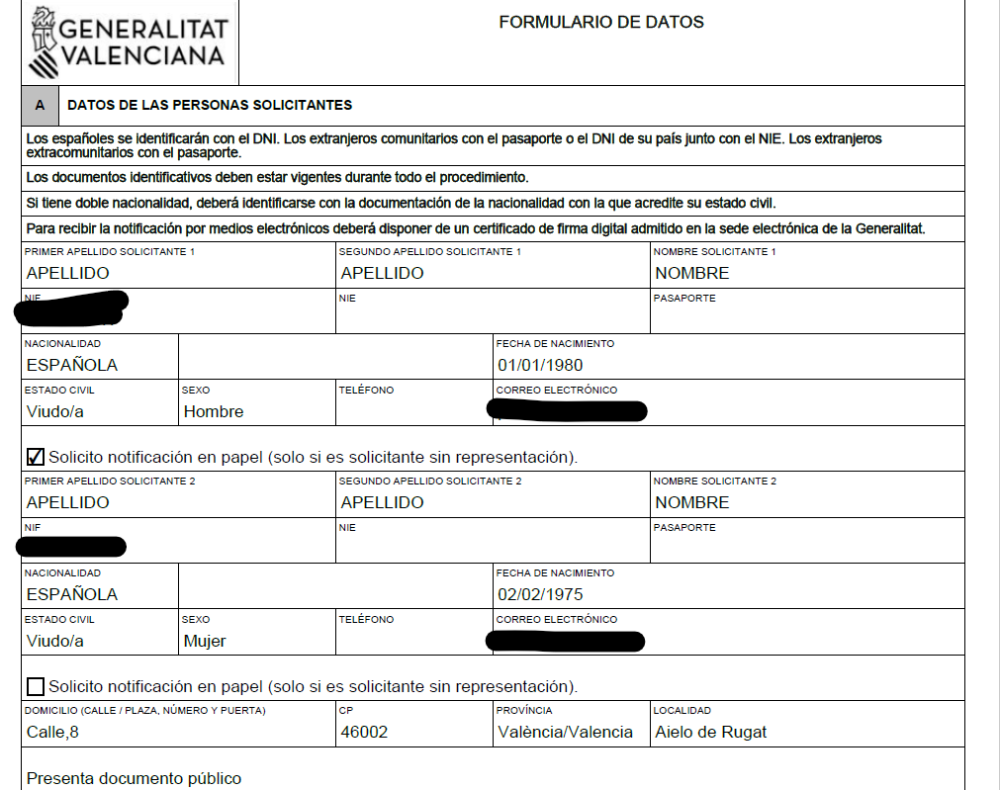 GENERALITAT
VALENCIANA
FORMULARIO DE DATOS
A DATOS DE LAS PERSONAS SOLICITANTES
Los españoles se identificarán con el DNI. Los extranjeros comunitarios con el pasaporte o el DNI de su país junto con el NIE. Los extranjeros
extracomunitarios con el pasaporte.
Los documentos identificativos deben estar vigentes durante todo el procedimiento.
Si tiene doble nacionalidad, deberá identificarse con la documentación de la nacionalidad con la que acredite su estado civil.
Para recibir la notificación por medios electrónicos deberá disponer de un certificado de firma digital admitido en la sede electrónica de la Generalitat.
PRIMER APELLIDO SOLICITANTE 1 SEGUNDO APELLIDO SOLICITANTE 1 NOMBRE SOLICITANTE 1
APELLIDO APELLIDO NOMBRE
NIF NIE PASAPORTE
NACIONALIDAD FECHA DE NACIMIENTO
ESPAÑOLA 01/01/1980
ESTADO CIVIL SEXO TELÉFONO CORREO ELECTRÓNICO
Viudo/a Hombre
Solicito notificación en papel (solo si es solicitante sin representación).
PRIMER APELLIDO SOLICITANTE 2 SEGUNDO APELLIDO SOLICITANTE 2 NOMBRE SOLICITANTE 2
APELLIDO APELLIDO NOMBRE
NIF NIE PASAPORTE
NACIONALIDAD FECHA DE NACIMIENTO
ESPAÑOLA 02/02/1975
ESTADO CIVIL SEXO TELÉFONO CORREO ELECTRÓNICO
Viudo/a Mujer
Solicito notificación en papel (solo si es solicitante sin representación).
DOMICILIO (CALLE / PLAZA, NÚMERO Y PUERTA) CP PROVÍNCIA LOCALIDAD
Calle,8 46002 València/Valencia Aielo de Rugat
Presenta documento público